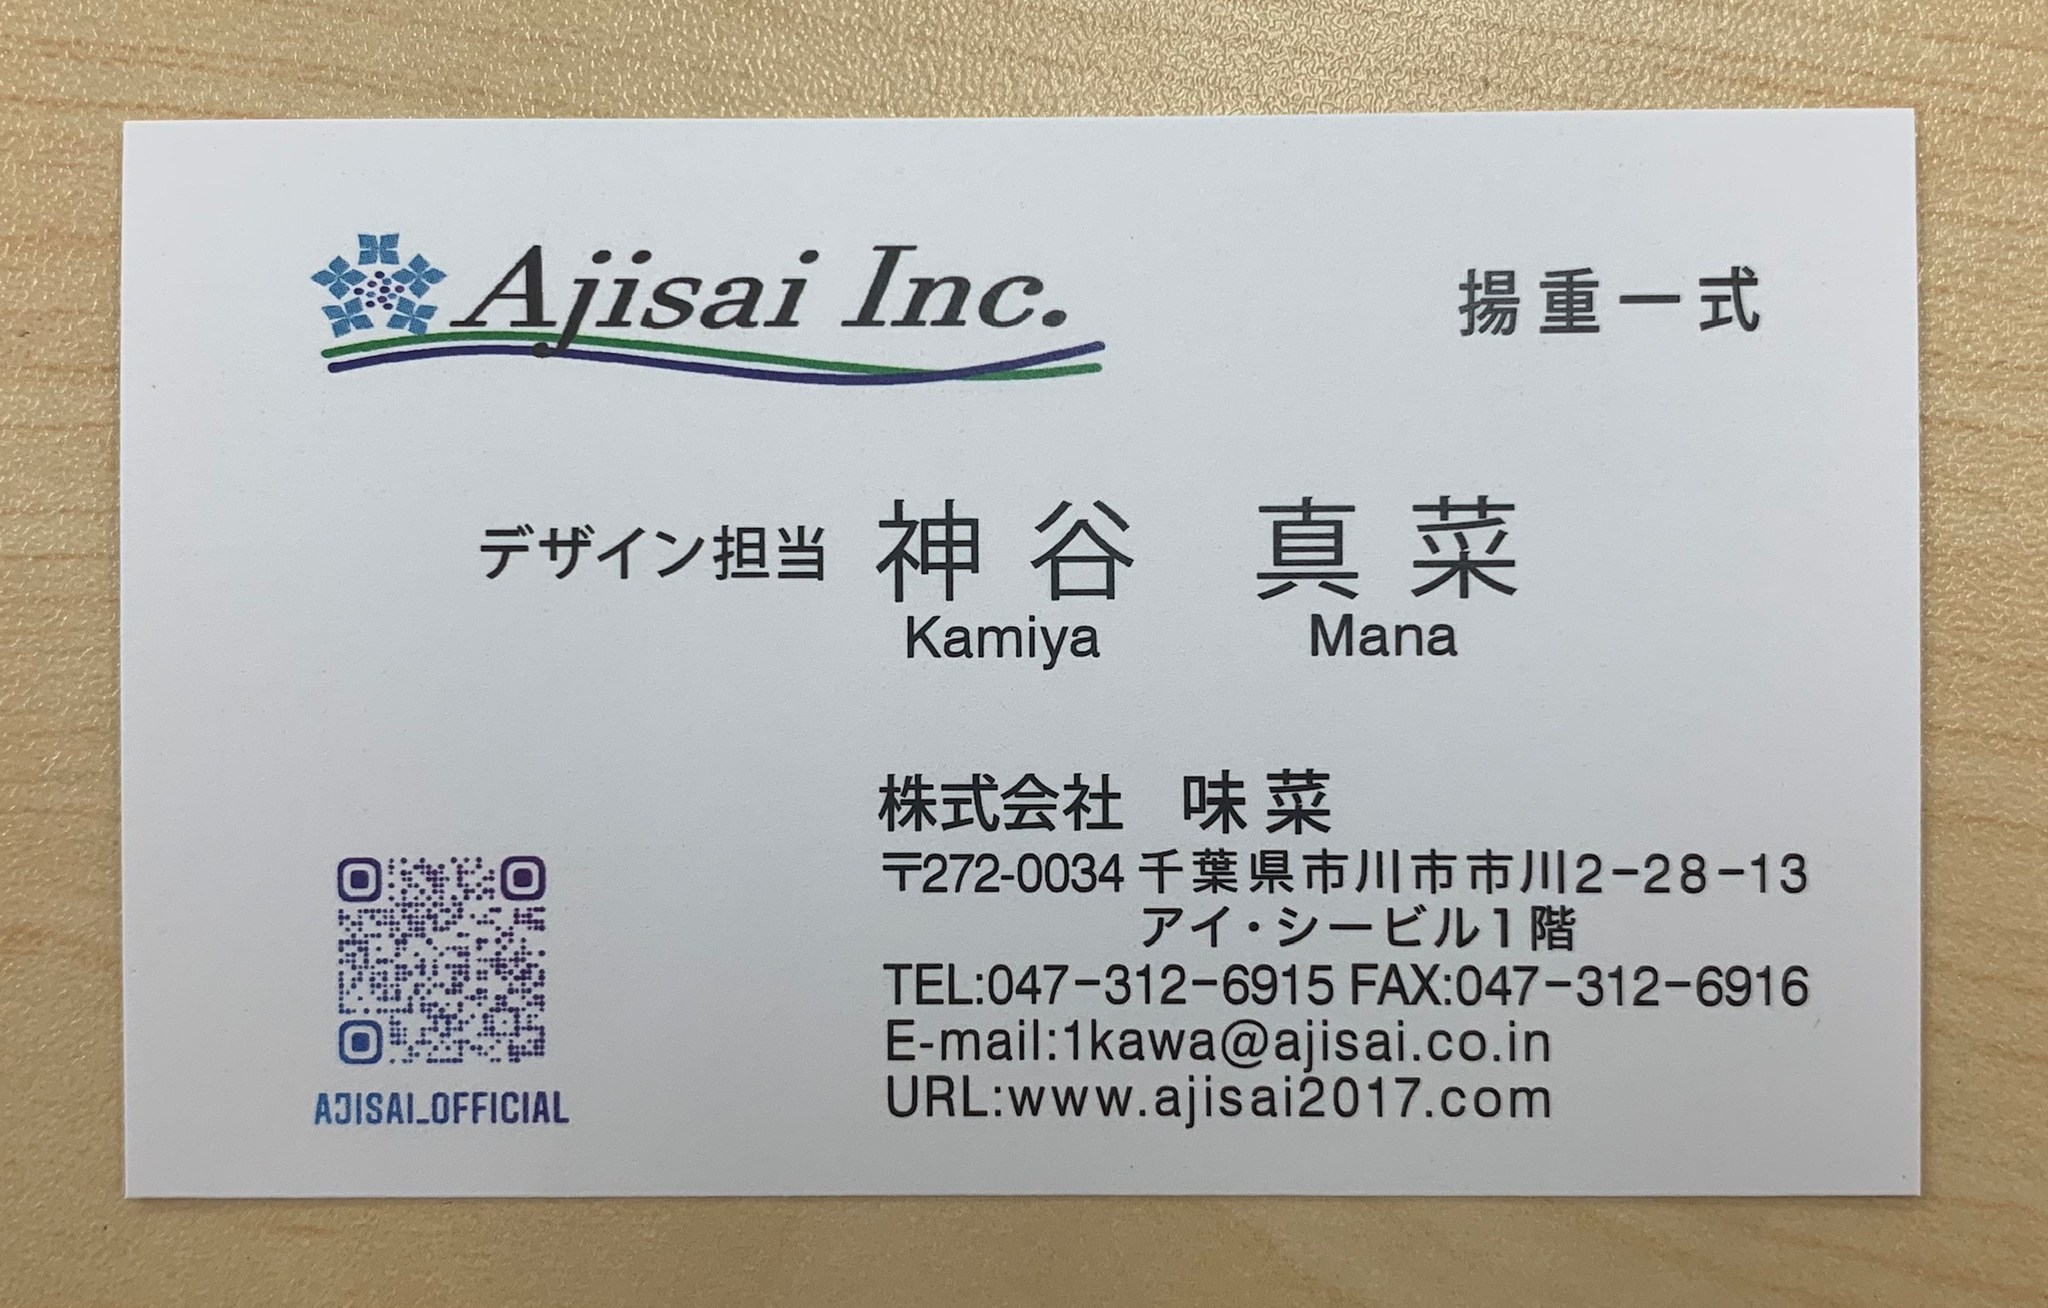 Ajisai Inc.
揚重一式
デザイン担当 神谷 真菜
Kamiya Mana
株式会社 味菜
〒272-0034 千葉県市川市市川2-28-13
アイ・シービル1階
TEL:047-312-6915 FAX:047-312-6916
E-mail:1kawa@ajisai.co.in
URL:www.ajisai2017.com
AJISAI_OFFICIAL